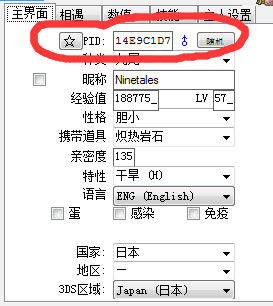 主界面 相遇 数值 技能 主人设置
☆ PID: 14E9C1D7 随机
种类 九尾
昵称 Ninetales
经验值 188775_ LV 57_
性格 胆小
携带道具 炽热岩石
亲密度 135
特性 干旱 (H)
语言 ENG (English)
蛋 感染 免疫
国家: 日本
地区: —
3DS区域: Japan (日本)